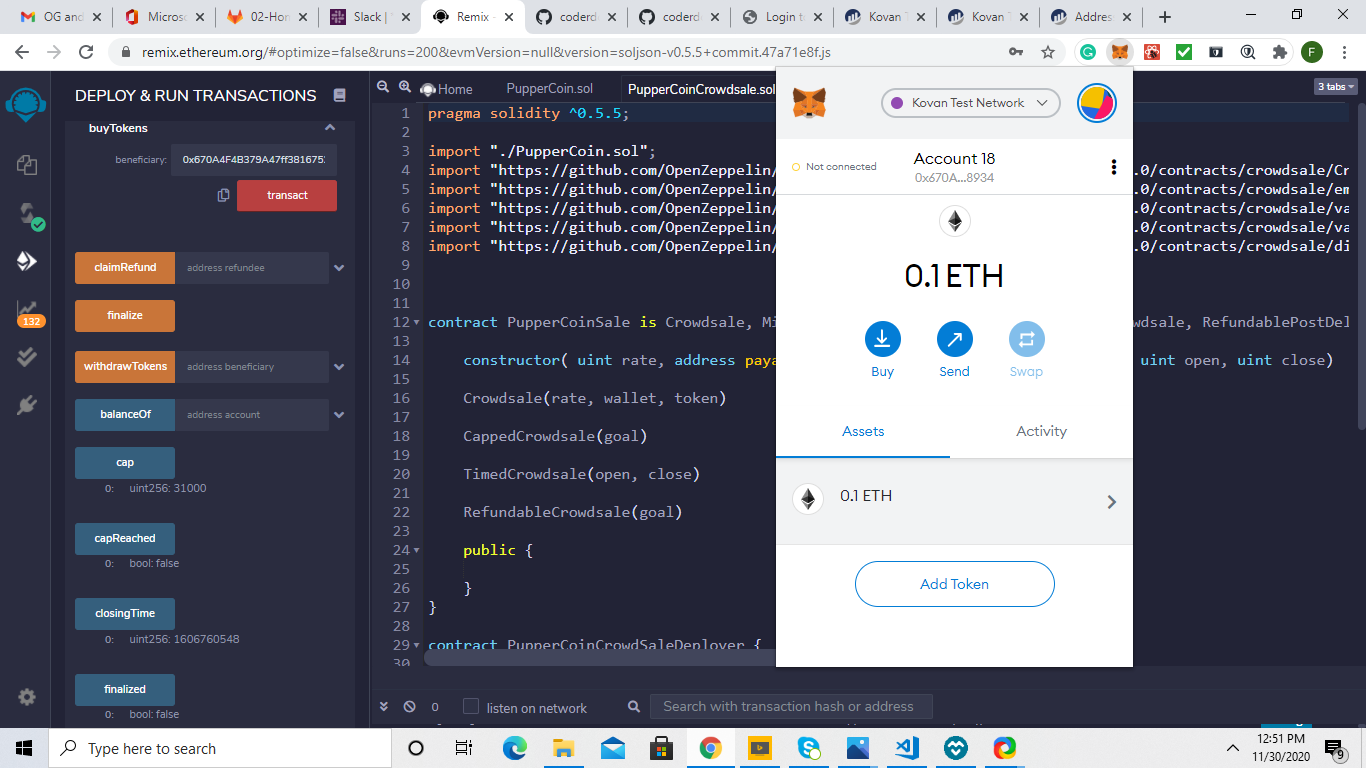 OG and
Microso
02-Hom
Slack | 
Remix -
coderd
coderd
Login to
Kovan T
Kovan T
Addres
remix.ethereum.org/#optimize=false&runs=200&evmVersion=null&version=soljson-v0.5.5+commit.47a71e8f.js
F
DEPLOY & RUN TRANSACTIONS
buyTokens
beneficiary: 0x670A4F4B379A47ff381675
transact
claimRefund address refundee
finalize
132
withdrawTokens address beneficiary
balanceOf address account
cap
0: uint256: 31000
capReached
0: bool: false
closingTime
0: uint256: 1606760548
finalized
0: bool: false
Home
PupperCoin.sol
PupperCoinCrowdsale.sol
3 tabs
1 pragma solidity ^0.5.5;
2
3 import "./PupperCoin.sol";
4 import "https://github.com/OpenZeppelin/ .0/contracts/crowdsale/Cr
5 import "https://github.com/OpenZeppelin/ .0/contracts/crowdsale/em
6 import "https://github.com/OpenZeppelin/ .0/contracts/crowdsale/va
7 import "https://github.com/OpenZeppelin/ .0/contracts/crowdsale/va
8 import "https://github.com/OpenZeppelin/ .0/contracts/crowdsale/di
9
10
11
12 contract PupperCoinSale is Crowdsale, Mi wdsale, RefundablePostDel
13
14 constructor( uint rate, address paya uint open, uint close)
15
16 Crowdsale(rate, wallet, token)
17
18 CappedCrowdsale(goal)
19
20 TimedCrowdsale(open, close)
21
22 RefundableCrowdsale(goal)
23
24 public {
25
26 }
27 }
28
29 contract PupperCoinCrowdSaleDeployer {
30
Kovan Test Network
Not connected
Account 18
0x670A...8934
0.1 ETH
Buy
Send
Swap
Assets
Activity
0.1 ETH
Add Token
0
listen on network
Search with transaction hash or address
Type here to search
12:51 PM
11/30/2020
9